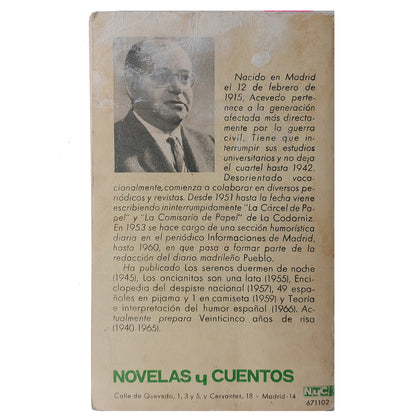 Nacido en Madrid
el 12 de febrero de
1915, Acevedo perte-
nece a la generación
afectada más directa-
mente por la guerra
civil. Tiene que in-
terrumpir sus estudios
universitarios y no deja
el cuartel hasta 1942.
Desorientado voca-
cionalmente, comienza a colaborar en diversos pe-
riódicos y revistas. Desde 1951 hasta la fecha viene
escribiendo ininterrumpidamente "La Cárcel de Pa-
pel" y "La Comisaría de Papel" de La Codorniz.
En 1953 se hace cargo de una sección humorística
diaria en el periódico Informaciones de Madrid,
hasta 1960, en que pasa a formar parte de la
redacción del diario madrileño Pueblo.
Ha publicado Los serenos duermen de noche
(1945), Los ancianitos son una lata (1955), Enci-
clopedia del despiste nacional (1957), 49 espa-
ñoles en pijama y 1 en camiseta (1959) y Teoría
e interpretación del humor español (1966). Ac-
tualmente prepara Veinticinco años de risa
(1940-1965).
NOVELAS y CUENTOS
Calle de Quevedo, 1, 3 y 5, y Cervantes, 18 - Madrid-14
NTC
671102